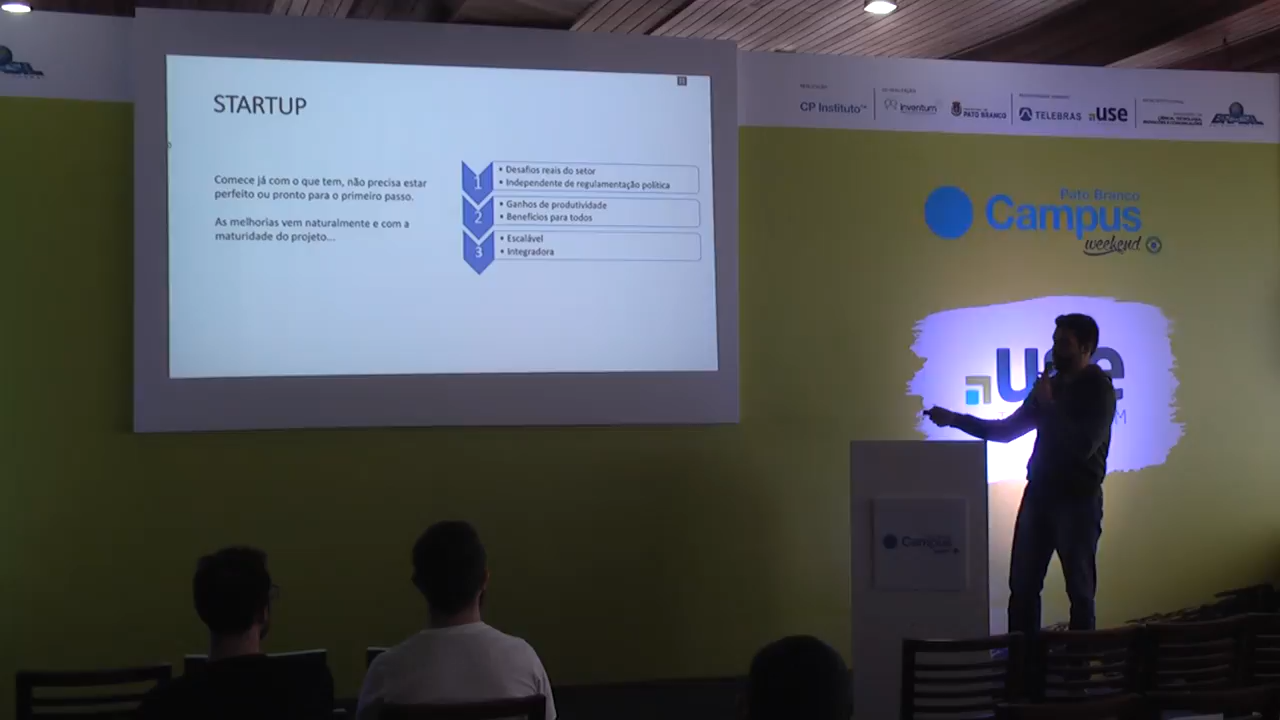 STARTUP
Comece já com o que tem, não precisa estar
perfeito ou pronto para o primeiro passo.
As melhorias vem naturalmente e com a
maturidade do projeto...
1
• Desafios reais do setor
• Independente de regulamentação política
2
• Ganhos de produtividade
• Benefícios para todos
3
• Escalável
• Integradora
CP Instituto™
Inventum
PATO BRANCO
TELEBRAS
use
Pato Branco
Campus
weekend
use
Campus